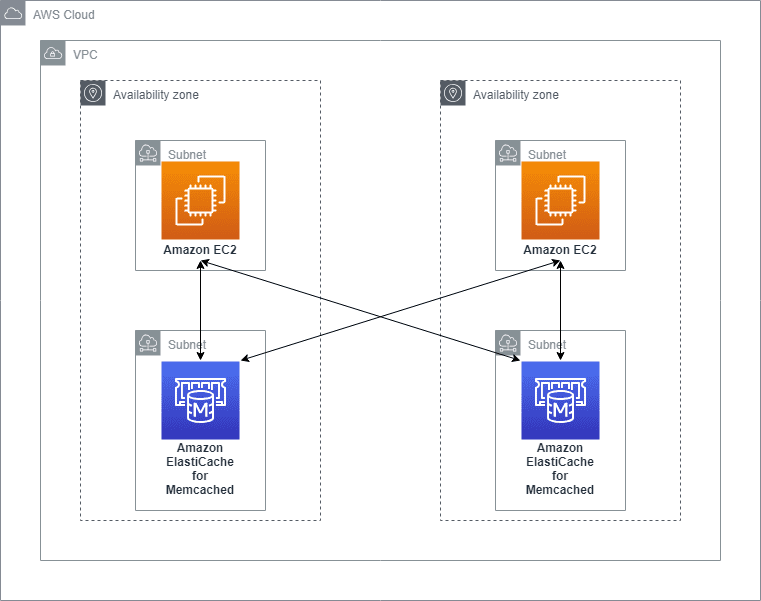 AWS Cloud
VPC
Availability zone
Availability zone
Subnet
Subnet
Amazon EC2
Amazon EC2
Subnet
Subnet
M
M
Amazon
ElastiCache
for
Memcached
Amazon
ElastiCache
for
Memcached